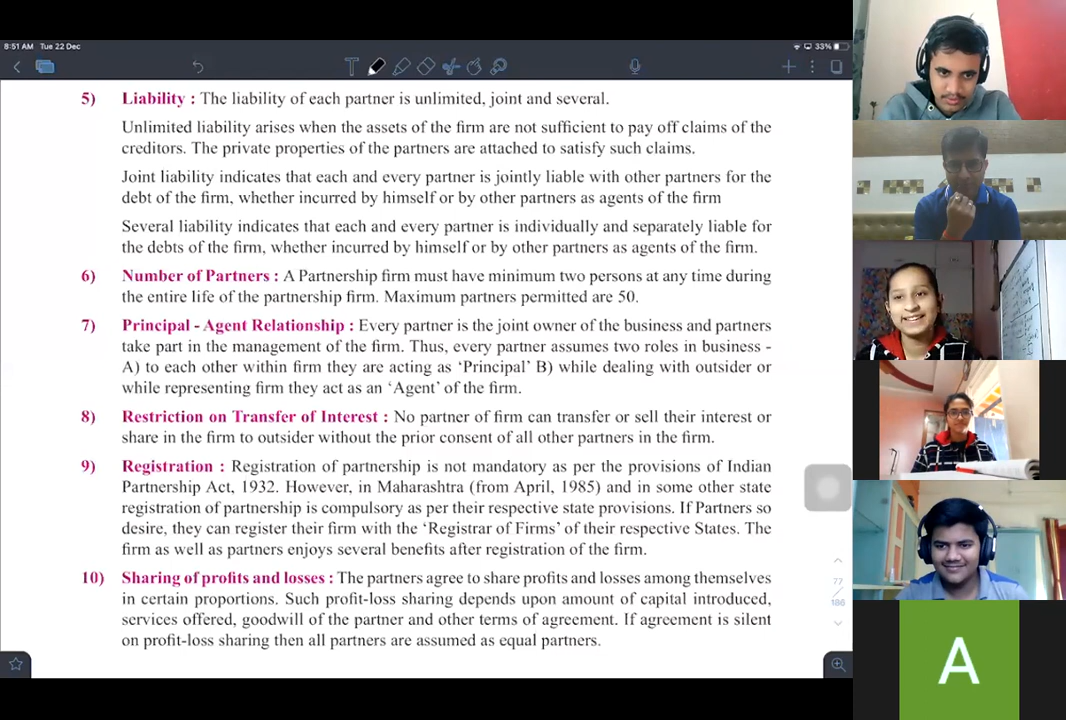 8:51 AM Tue 22 Dec
33%
5) Liability : The liability of each partner is unlimited, joint and several.
Unlimited liability arises when the assets of the firm are not sufficient to pay off claims of the
creditors. The private properties of the partners are attached to satisfy such claims.
Joint liability indicates that each and every partner is jointly liable with other partners for the
debt of the firm, whether incurred by himself or by other partners as agents of the firm
Several liability indicates that each and every partner is individually and separately liable for
the debts of the firm, whether incurred by himself or by other partners as agents of the firm.
6) Number of Partners : A Partnership firm must have minimum two persons at any time during
the entire life of the partnership firm. Maximum partners permitted are 50.
7) Principal - Agent Relationship : Every partner is the joint owner of the business and partners
take part in the management of the firm. Thus, every partner assumes two roles in business -
A) to each other within firm they are acting as ‘Principal’ B) while dealing with outsider or
while representing firm they act as an ‘Agent’ of the firm.
8) Restriction on Transfer of Interest : No partner of firm can transfer or sell their interest or
share in the firm to outsider without the prior consent of all other partners in the firm.
9) Registration : Registration of partnership is not mandatory as per the provisions of Indian
Partnership Act, 1932. However, in Maharashtra (from April, 1985) and in some other state
registration of partnership is compulsory as per their respective state provisions. If Partners so
desire, they can register their firm with the ‘Registrar of Firms’ of their respective States. The
firm as well as partners enjoys several benefits after registration of the firm.
10) Sharing of profits and losses : The partners agree to share profits and losses among themselves
in certain proportions. Such profit-loss sharing depends upon amount of capital introduced,
services offered, goodwill of the partner and other terms of agreement. If agreement is silent
on profit-loss sharing then all partners are assumed as equal partners.
77
/
186
A